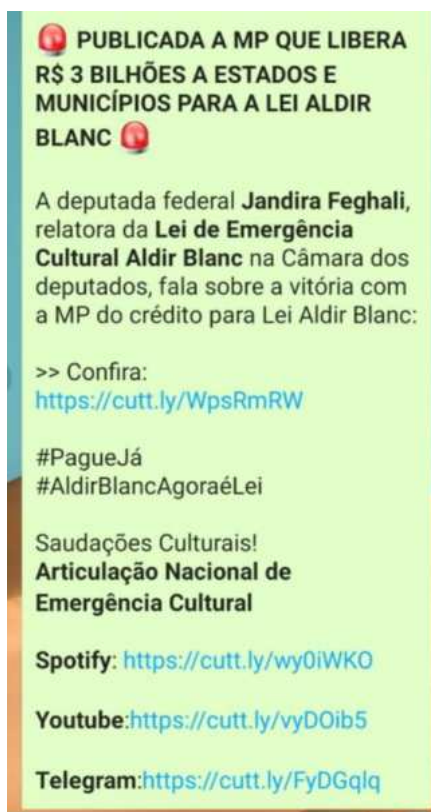 🚨 PUBLICADA A MP QUE LIBERA
R$ 3 BILHÕES A ESTADOS E
MUNICÍPIOS PARA A LEI ALDIR
BLANC 🚨
A deputada federal Jandira Feghali,
relatora da Lei de Emergência
Cultural Aldir Blanc na Câmara dos
deputados, fala sobre a vitória com
a MP do crédito para Lei Aldir Blanc:
>> Confira:
https://cutt.ly/WpsRmRW
#PagueJá
#AldirBlancAgoraéLei
Saudações Culturais!
Articulação Nacional de
Emergência Cultural
Spotify: https://cutt.ly/wy0iWKO
Youtube:https://cutt.ly/vyDOib5
Telegram:https://cutt.ly/FyDGqlq